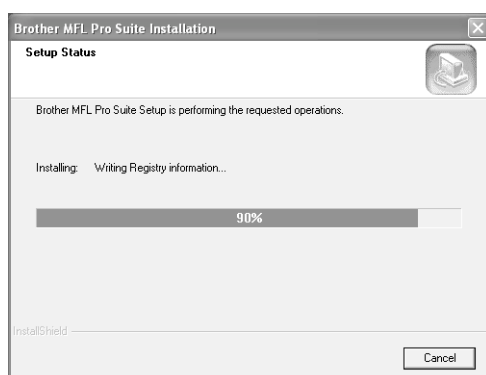 Brother MFL Pro Suite Installation
Setup Status
Brother MFL Pro Suite Setup is performing the requested operations.
Installing: Writing Registry information...
90%
InstallShield
Cancel